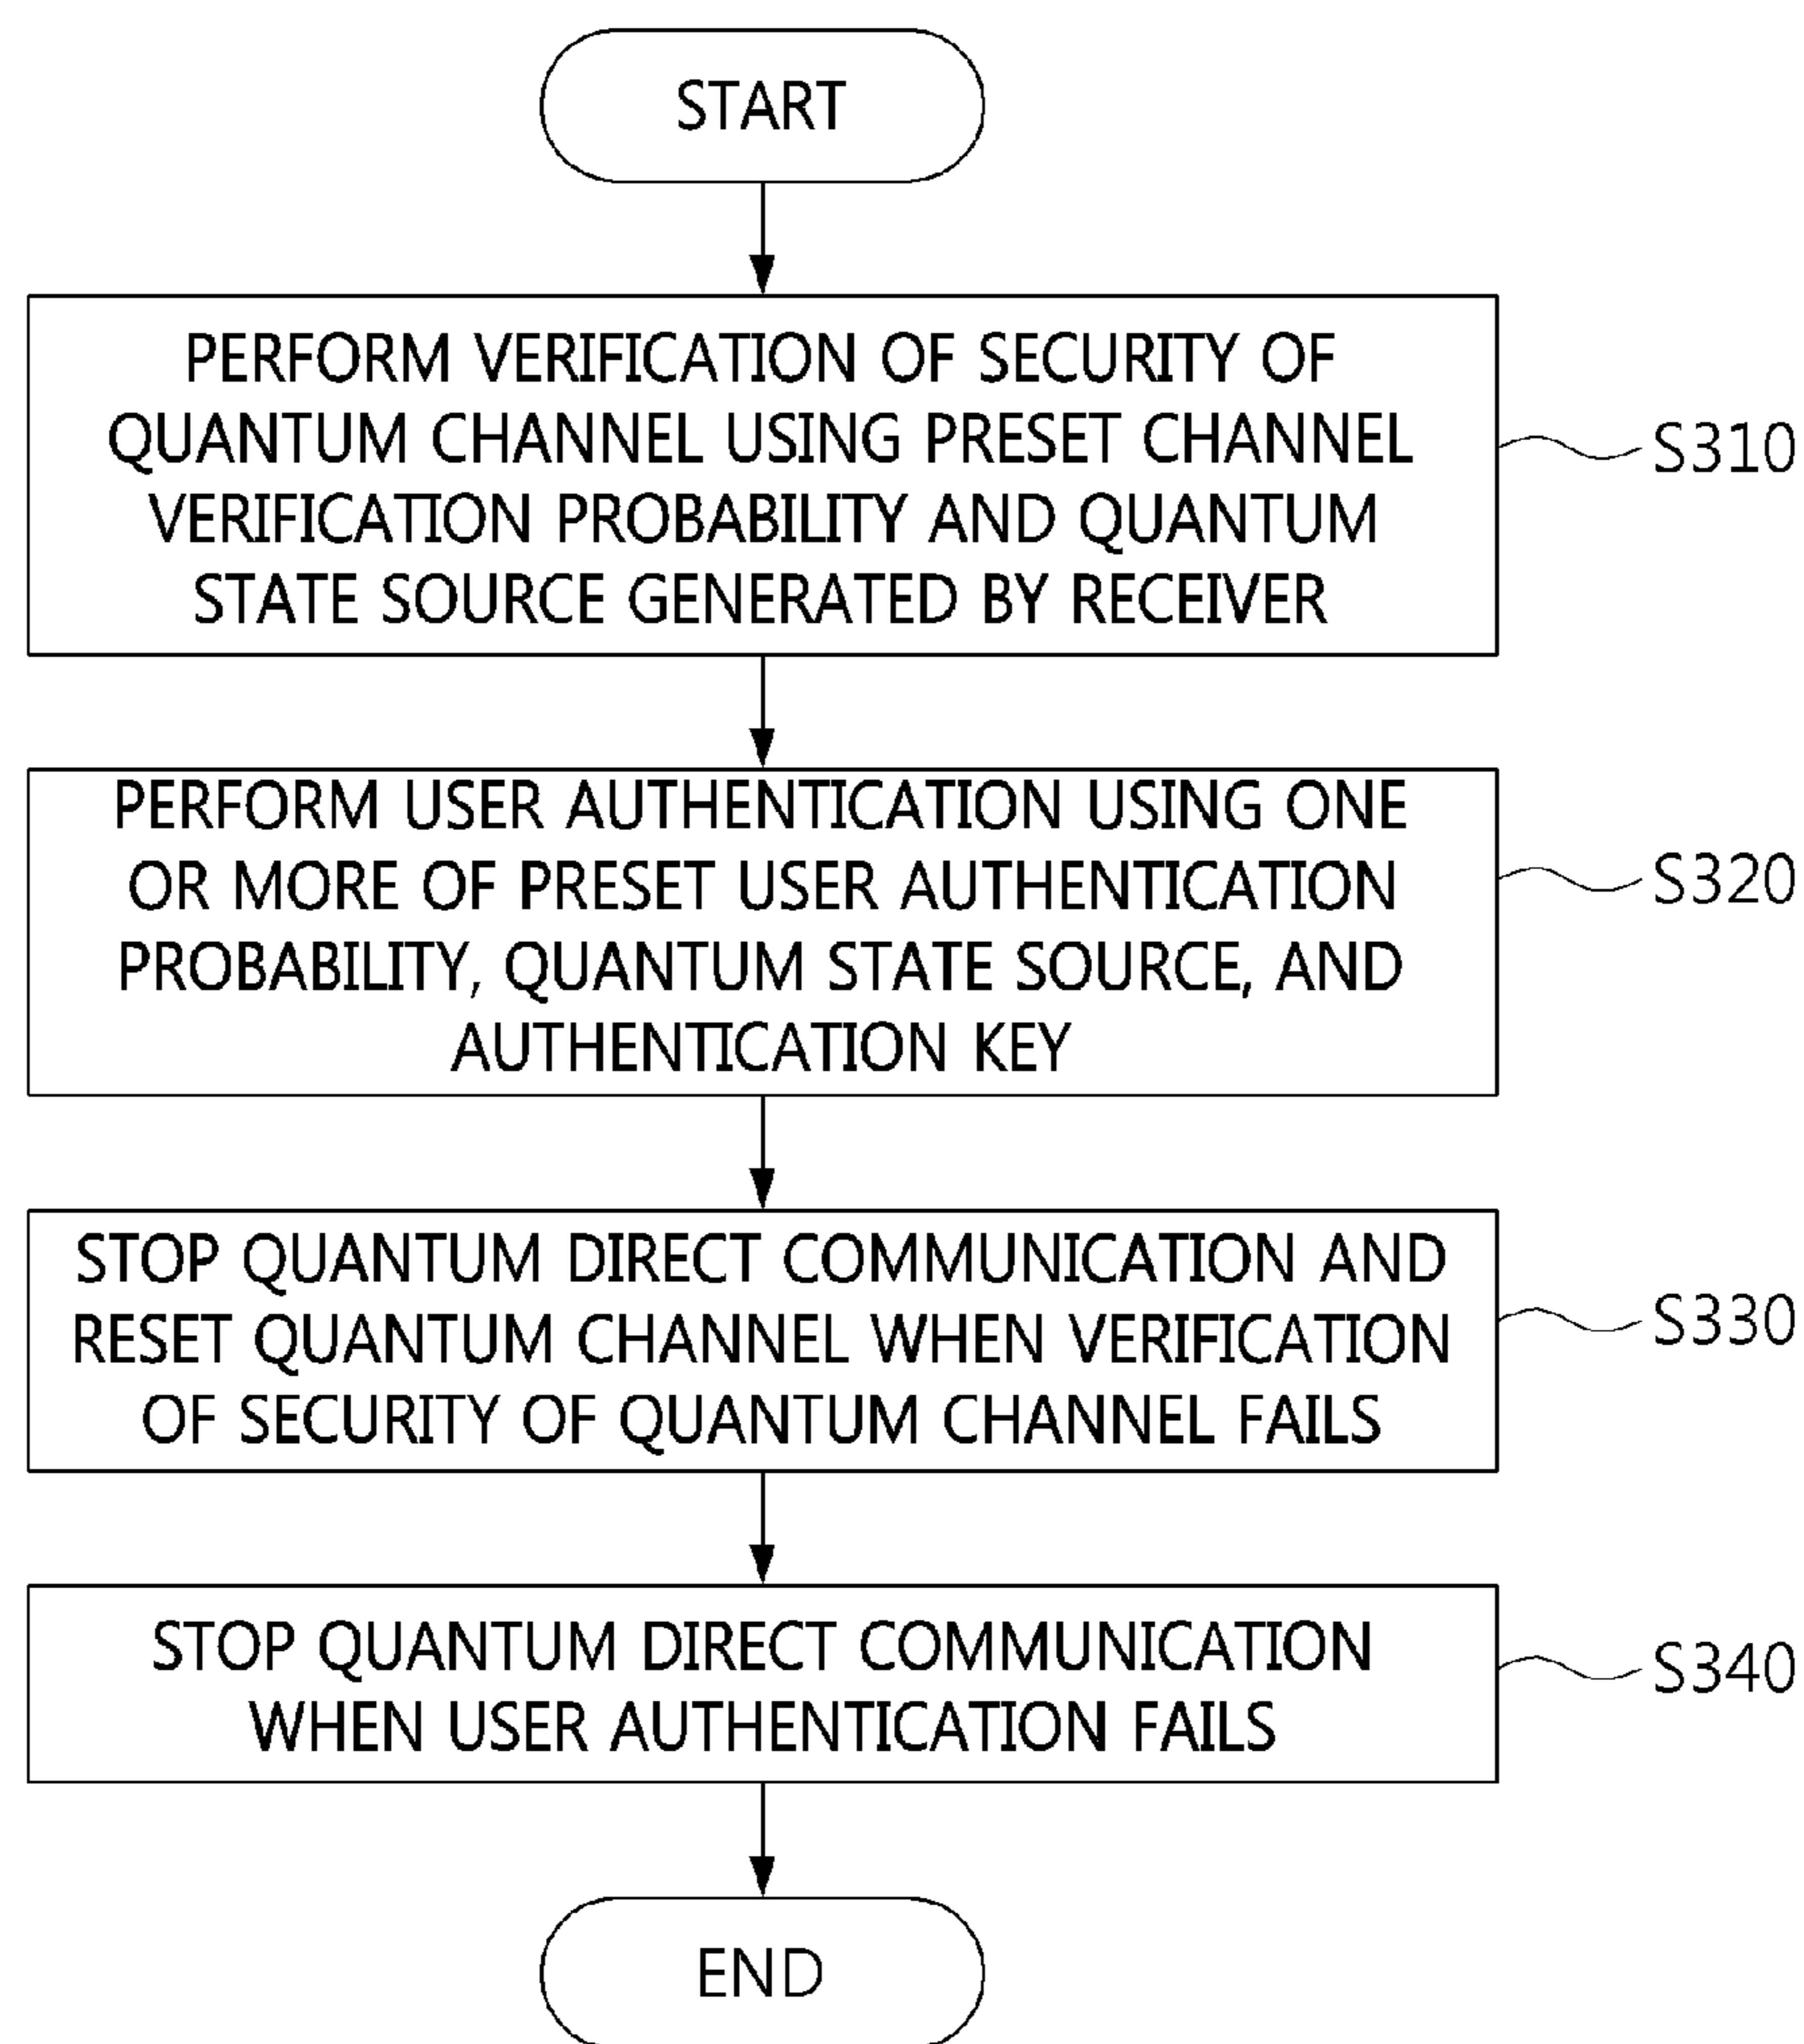 START
PERFORM VERIFICATION OF SECURITY OF
QUANTUM CHANNEL USING PRESET CHANNEL
VERIFICATION PROBABILITY AND QUANTUM
STATE SOURCE GENERATED BY RECEIVER
S310
PERFORM USER AUTHENTICATION USING ONE
OR MORE OF PRESET USER AUTHENTICATION
PROBABILITY, QUANTUM STATE SOURCE, AND
AUTHENTICATION KEY
S320
STOP QUANTUM DIRECT COMMUNICATION AND
RESET QUANTUM CHANNEL WHEN VERIFICATION
OF SECURITY OF QUANTUM CHANNEL FAILS
S330
STOP QUANTUM DIRECT COMMUNICATION
WHEN USER AUTHENTICATION FAILS
S340
END